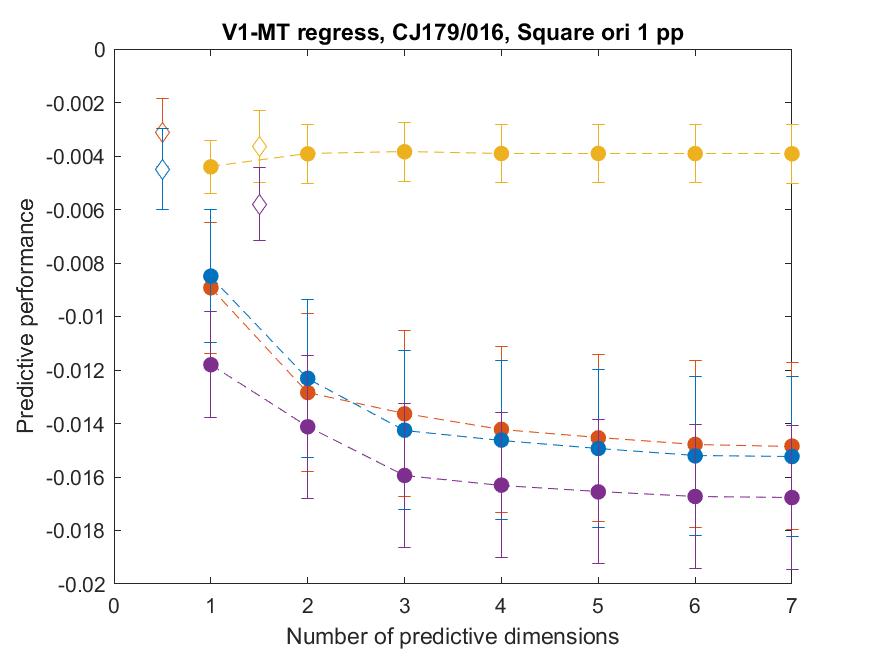 V1-MT regress, CJ179/016, Square ori 1 pp
0
-0.002
-0.004
-0.006
-0.008
-0.01
-0.012
-0.014
-0.016
-0.018
-0.02
Predictive performance
0 1 2 3 4 5 6 7
Number of predictive dimensions